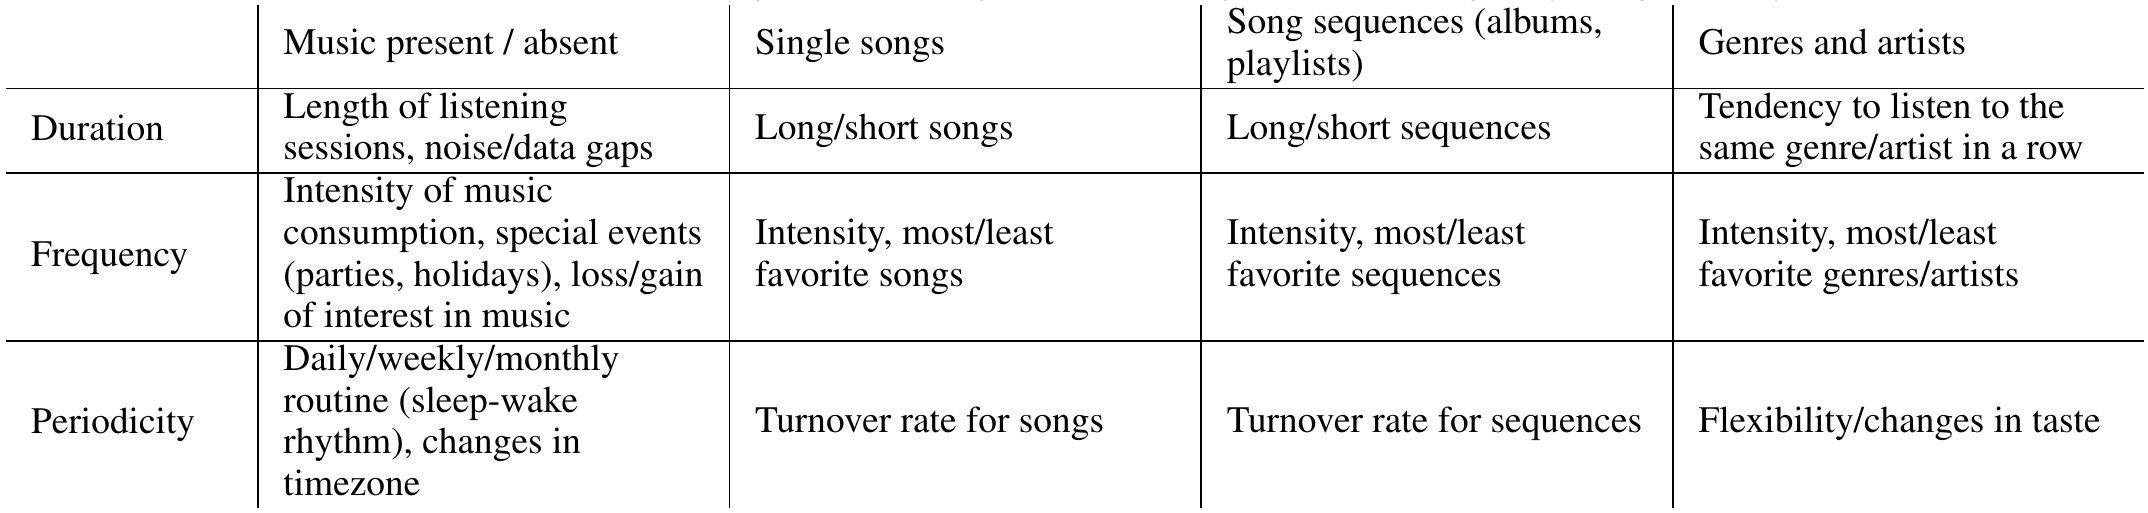 Music present / absent
Single songs
Song sequences (albums,
playlists)
Genres and artists
Duration
Length of listening
sessions, noise/data gaps
Long/short songs
Long/short sequences
Tendency to listen to the
same genre/artist in a row
Frequency
Intensity of music
consumption, special events
(parties, holidays), loss/gain
of interest in music
Intensity, most/least
favorite songs
Intensity, most/least
favorite sequences
Intensity, most/least
favorite genres/artists
Periodicity
Daily/weekly/monthly
routine (sleep-wake
rhythm), changes in
timezone
Turnover rate for songs
Turnover rate for sequences
Flexibility/changes in taste